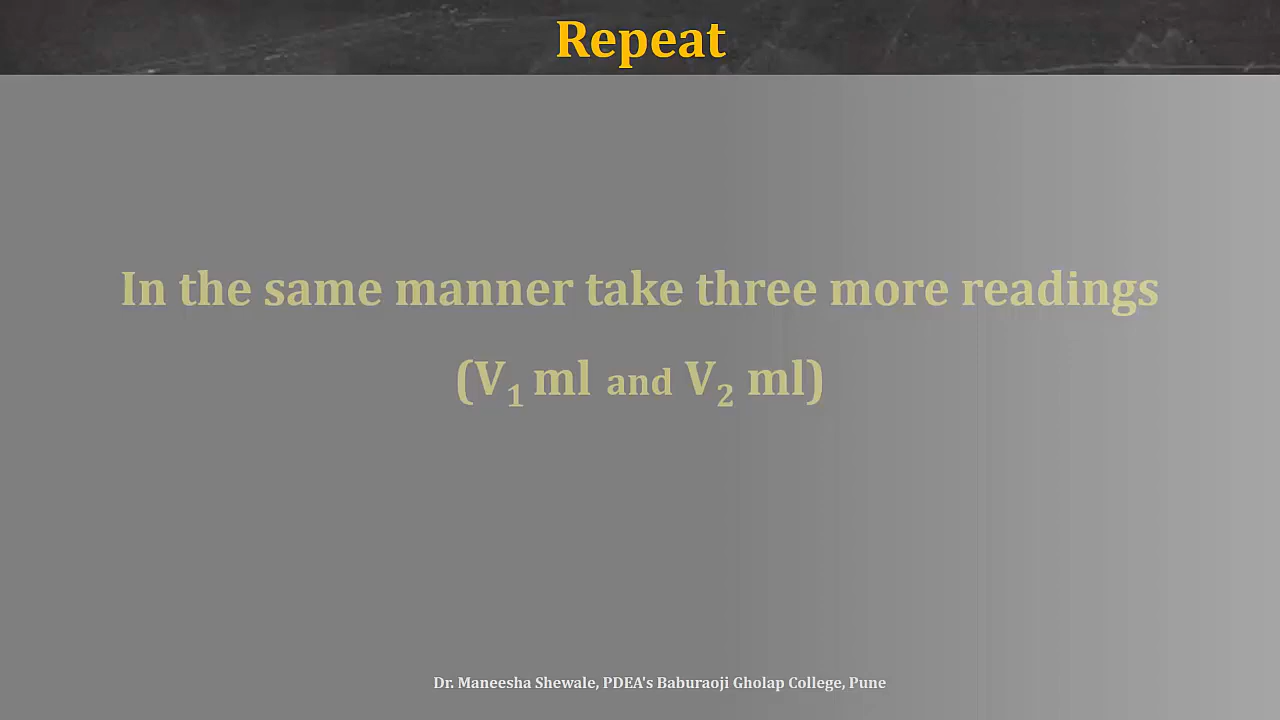 Repeat
In the same manner take three more readings
(V₁ ml and V₂ ml)
Dr. Maneesha Shewale, PDEA's Baburaoji Gholap College, Pune